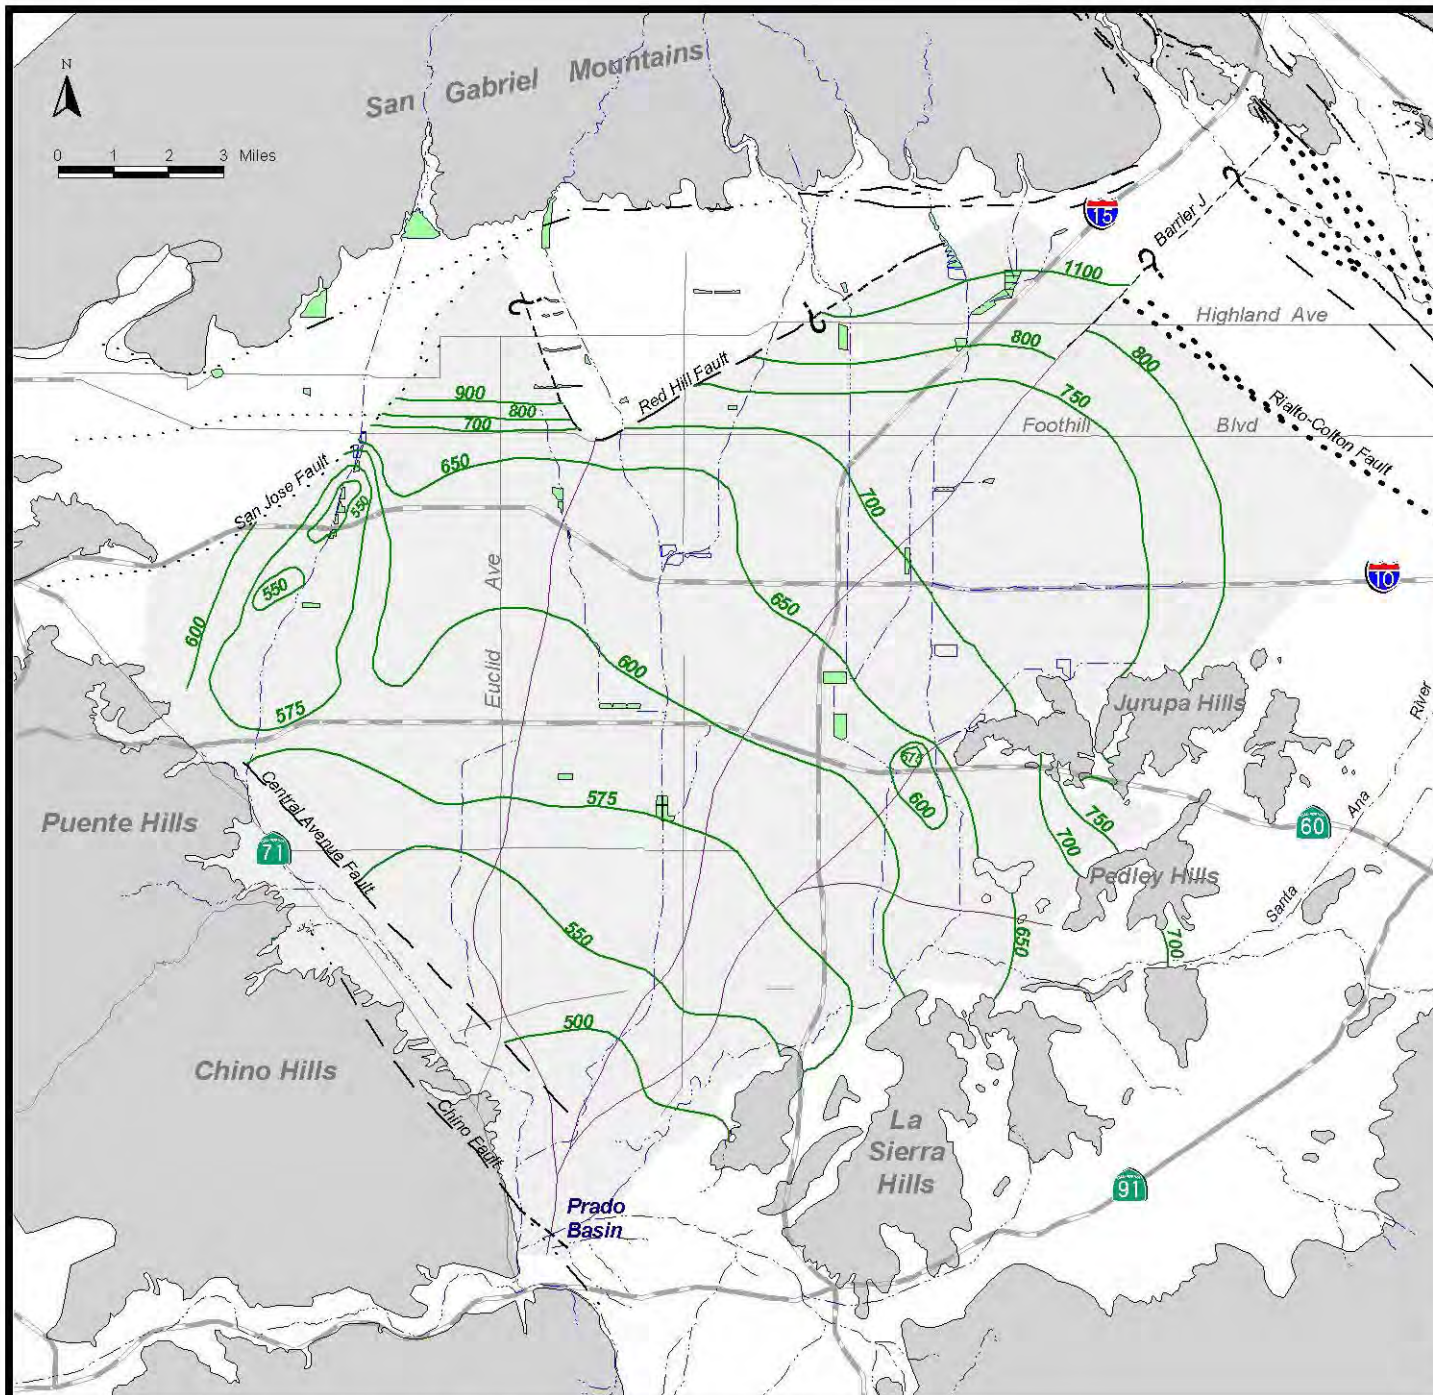 San Gabriel Mountains
N
0 1 2 3 Miles
15
Barrier J
?
?
1100
Highland Ave
?
?
800
800
Red Hill Fault
900
750
800
Foothill Blvd
700
Rialto-Colton Fault
650
San Jose Fault
550
700
10
550
Euclid Ave
650
600
600
575
Jurupa Hills
River
Central Avenue Fault
575
575
600
750
700
Ana
60
Puente Hills
71
Pedley Hills
Santa
550
650
700
500
Chino Hills
Chino Fault
La
Sierra
Hills
91
Prado
Basin